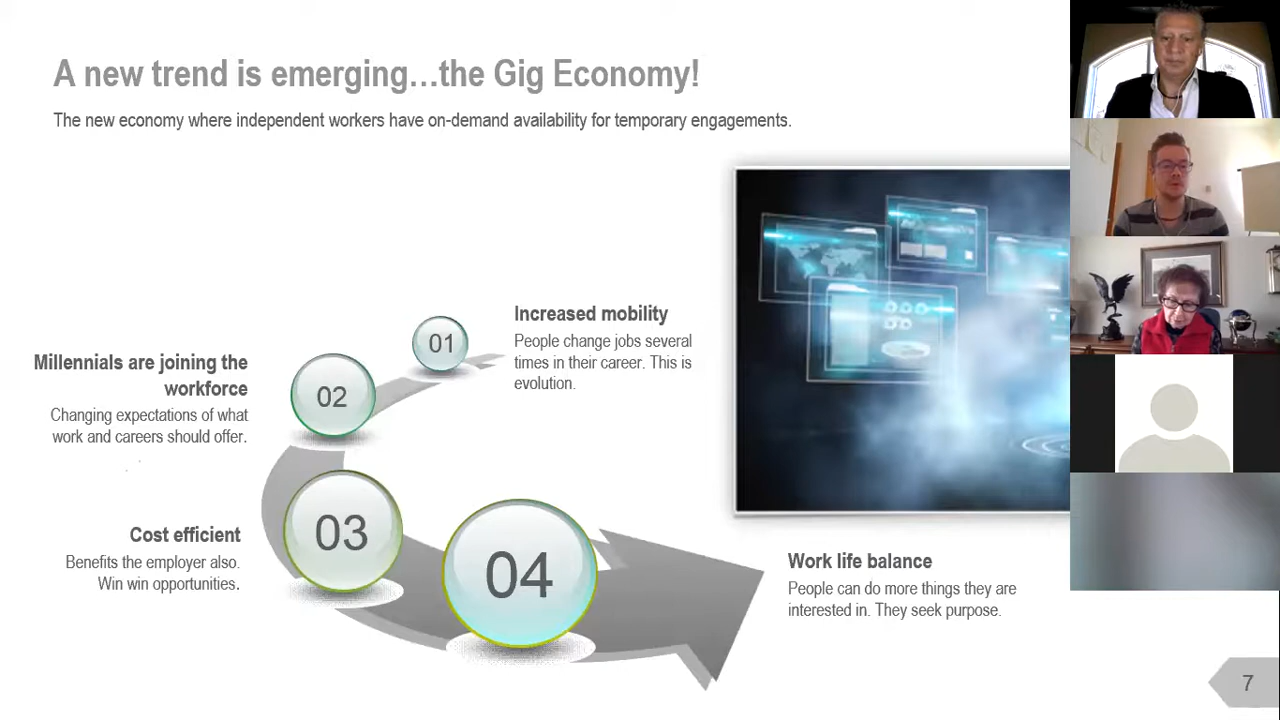 A new trend is emerging…the Gig Economy!
The new economy where independent workers have on-demand availability for temporary engagements.
01
Increased mobility
People change jobs several
times in their career. This is
evolution.
02
Millennials are joining the
workforce
Changing expectations of what
work and careers should offer.
03
Cost efficient
Benefits the employer also.
Win win opportunities.
04
Work life balance
People can do more things they are
interested in. They seek purpose.
7